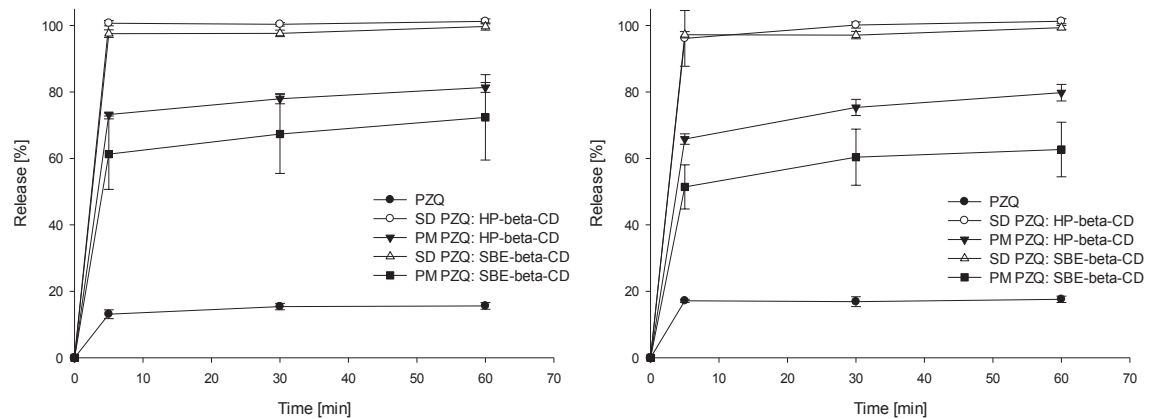 100
80
60
40
20
0
Release [%]
PZQ
SD PZQ: HP-beta-CD
PM PZQ: HP-beta-CD
SD PZQ: SBE-beta-CD
PM PZQ: SBE-beta-CD
0 10 20 30 40 50 60 70
Time [min]
100
80
60
40
20
0
Release [%]
PZQ
SD PZQ: HP-beta-CD
PM PZQ: HP-beta-CD
SD PZQ: SBE-beta-CD
PM PZQ: SBE-beta-CD
0 10 20 30 40 50 60 70
Time [min]